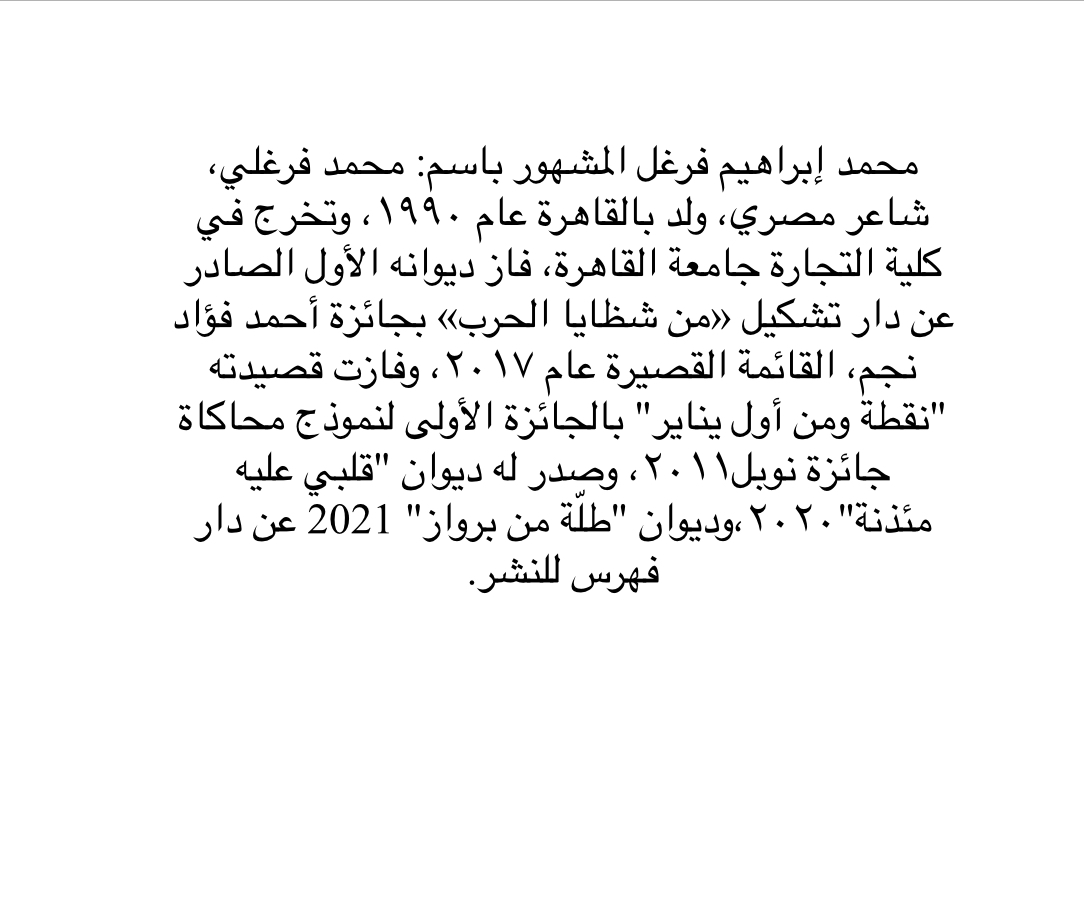 محمد إبراهيم فرغل المشهور باسم: محمد فرغلي،
شاعر مصري، ولد بالقاهرة عام ١٩٩٠، وتخرج في
كلية التجارة جامعة القاهرة، فاز ديوانه الأول الصادر
عن دار تشكيل «من شظايا الحرب» بجائزة أحمد فؤاد
نجم، القائمة القصيرة عام ٢٠١٧، وفازت قصيدته
"نقطة ومن أول يناير" بالجائزة الأولى لنموذج محاكاة
جائزة نوبل٢٠١١، وصدر له ديوان "قلبي عليه
مئذنة"٢٠٢٠،وديوان "طلّة من برواز" 2021 عن دار
فهرس للنشر.